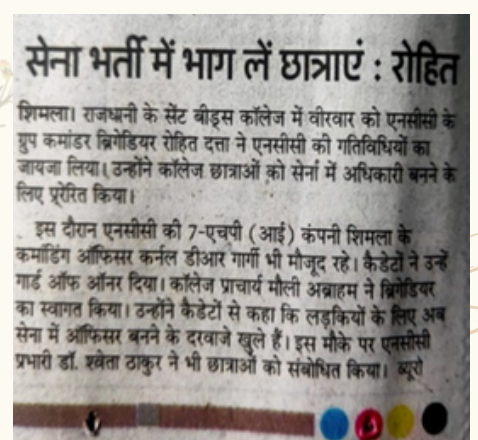 सेना भर्ती में भाग लें छात्राएं : रोहित
शिमला। राजधानी के सेंट बीड्स कॉलेज में वीरवार को एनसीसी के
ग्रुप कमांडर ब्रिगेडियर रोहित दत्ता ने एनसीसी की गतिविधियों का
जायजा लिया। उन्होंने कॉलेज छात्राओं को सेना में अधिकारी बनने के
लिए प्रेरित किया।
इस दौरान एनसीसी की 7-एचपी (आई) कंपनी शिमला के
कमांडिंग ऑफिसर कर्नल डीआर गार्गी भी मौजूद रहे। कैडेटों ने उन्हें
गार्ड ऑफ ऑनर दिया। कॉलेज प्राचार्य मौली अब्राहम ने ब्रिगेडियर
का स्वागत किया। उन्होंने कैडेटों से कहा कि लड़कियों के लिए अब
सेना में ऑफिसर बनने के दरवाजे खुले हैं। इस मौके पर एनसीसी
प्रभारी डॉ. श्वेता ठाकुर ने भी छात्राओं को संबोधित किया। ब्यूरो